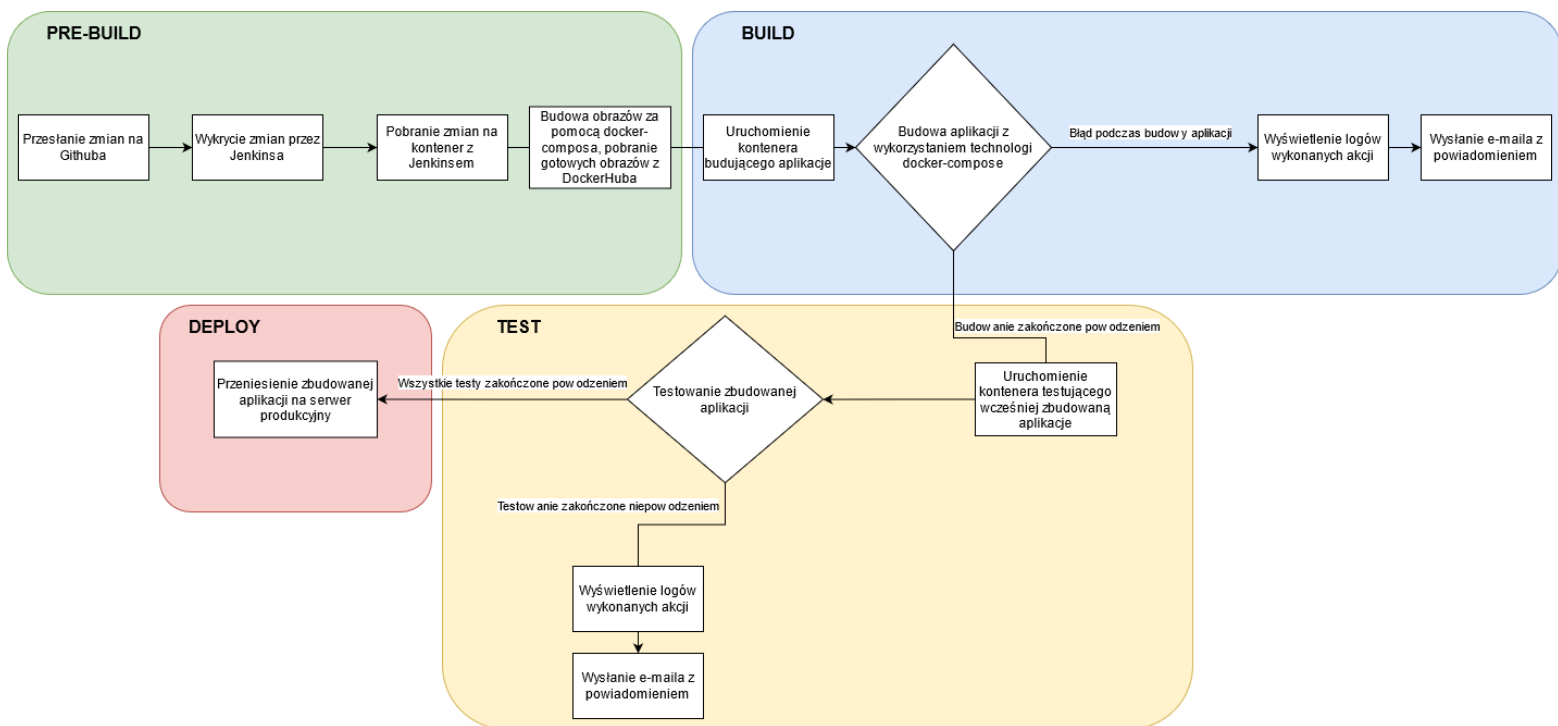 PRE-BUILD
Przesłanie zmian na
Githuba
Wykrycie zmian przez
Jenkinsa
Pobranie zmian na
kontener z
Jenkinsem
Budowa obrazów za
pomocą docker-
composa, pobranie
gotowych obrazów z
DockerHuba
BUILD
Uruchomienie
kontenera
budującego aplikacje
Budowa aplikacji z
wykorzystaniem technologi
docker-compose
Błąd podczas budowy aplikacji
Wyświetlenie logów
wykonanych akcji
Wysłanie e-maila z
powiadomieniem
Budowanie zakończone powodzeniem
TEST
Uruchomienie
kontenera testującego
wcześniej zbudowaną
aplikacje
Testowanie zbudowanej
aplikacji
Wszystkie testy zakończone powodzeniem
DEPLOY
Przeniesienie zbudowanej
aplikacji na serwer
produkcyjny
Testowanie zakończone niepowodzeniem
Wyświetlenie logów
wykonanych akcji
Wysłanie e-maila z
powiadomieniem